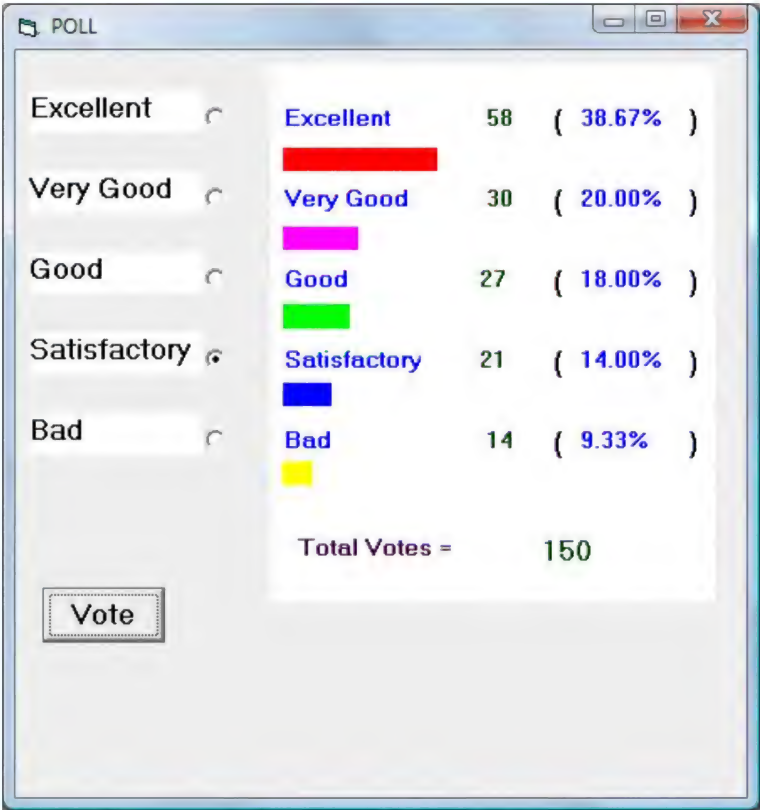 POLL
Excellent
Very Good
Good
Satisfactory
Bad
Vote
Excellent 58 ( 38.67% )
Very Good 30 ( 20.00% )
Good 27 ( 18.00% )
Satisfactory 21 ( 14.00% )
Bad 14 ( 9.33% )
Total Votes = 150